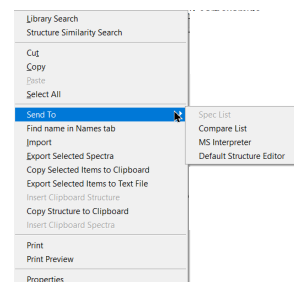 Library Search
Structure Similarity Search
Cut
Copy
Paste
Select All
Send To
Spec List
Compare List
MS Interpreter
Default Structure Editor
Find name in Names tab
Import
Export Selected Spectra
Copy Selected Items to Clipboard
Export Selected Items to Text File
Insert Clipboard Structure
Copy Structure to Clipboard
Insert Clipboard Spectra
Print
Print Preview
Properties